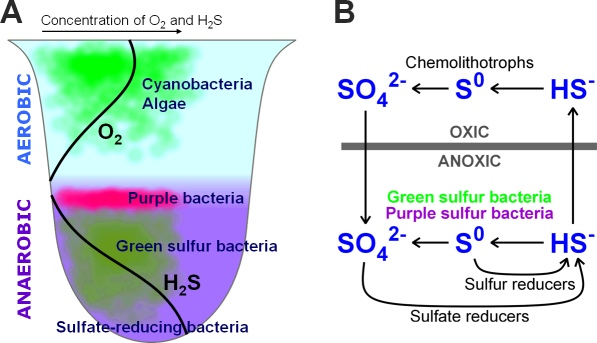 A
Concentration of O₂ and H₂S
AEROBIC
Cyanobacteria
Algae
O₂
ANAEROBIC
Purple bacteria
Green sulfur bacteria
H₂S
Sulfate-reducing bacteria
B
Chemolithotrophs
SO₄²⁻ S⁰ HS⁻
OXIC
ANOXIC
Green sulfur bacteria
Purple sulfur bacteria
SO₄²⁻ S⁰ HS⁻
Sulfur reducers
Sulfate reducers